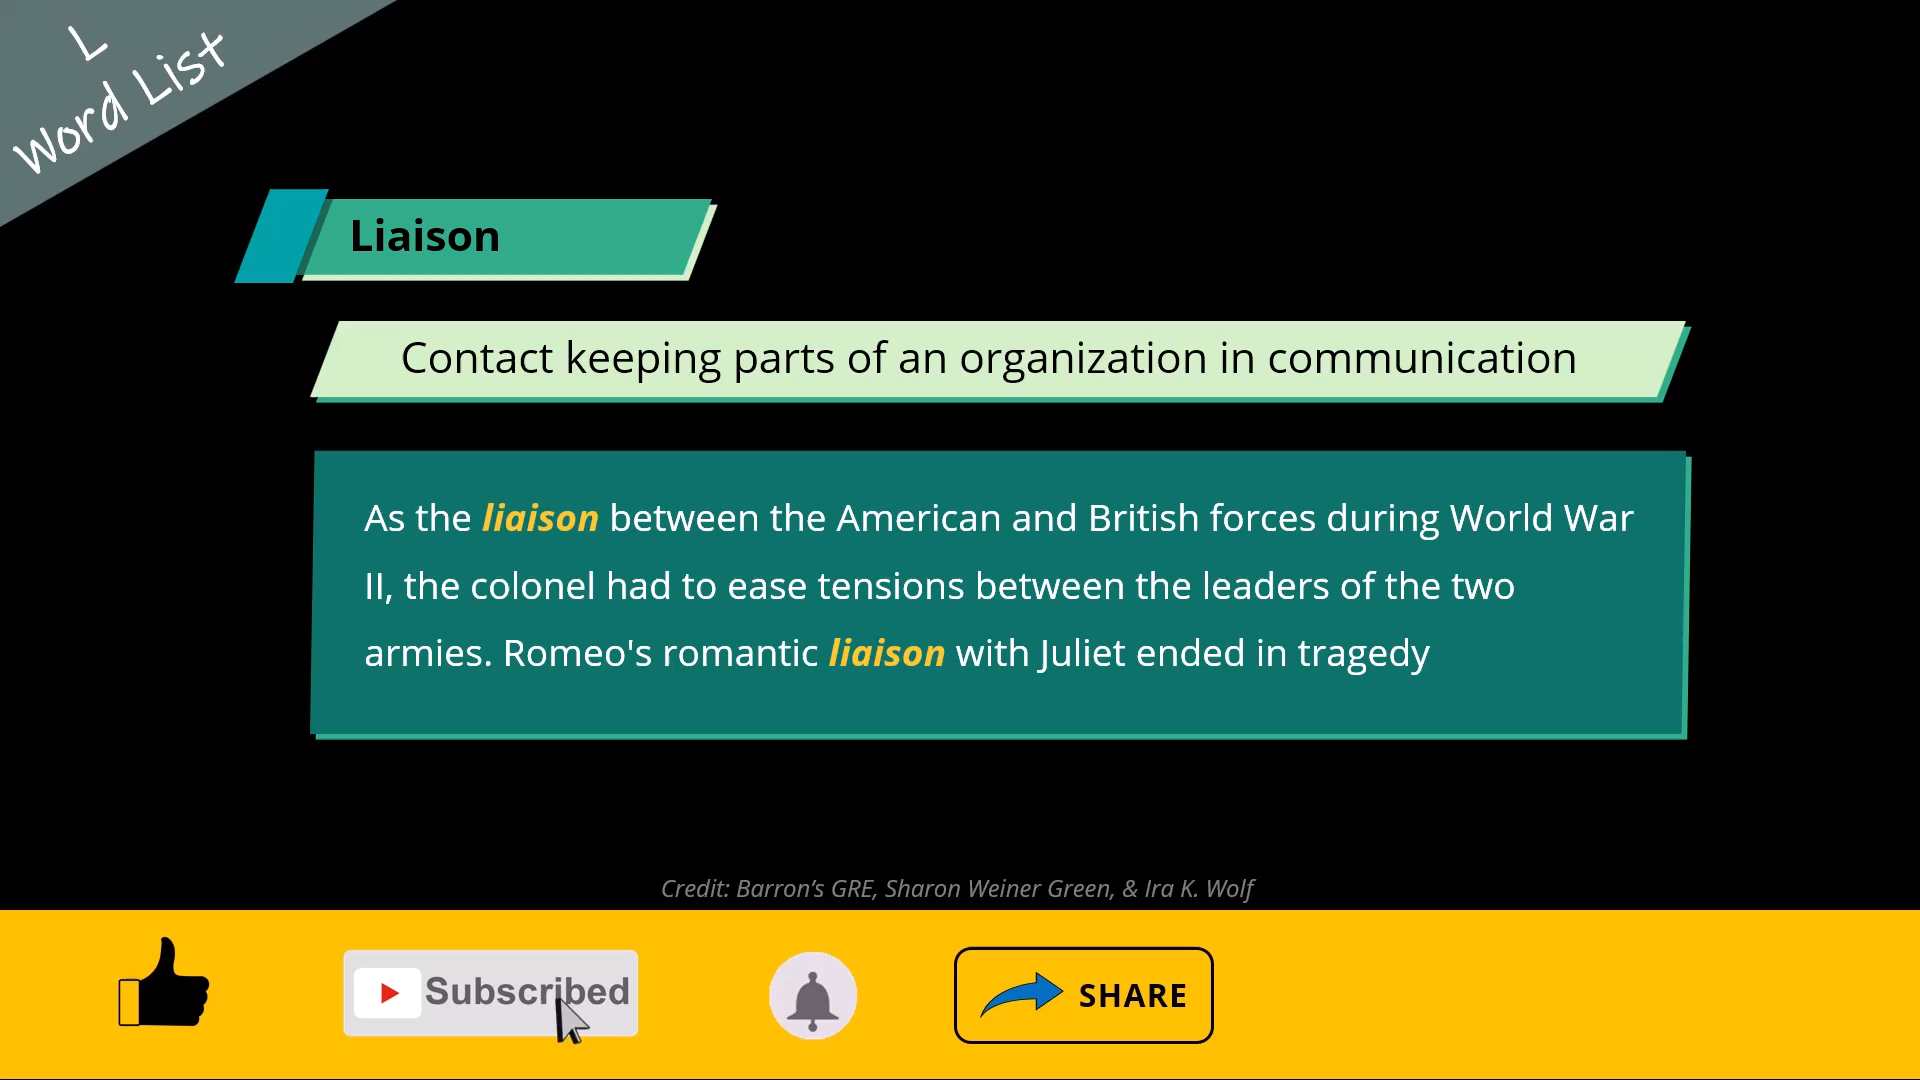 L
Word List
Liaison
Contact keeping parts of an organization in communication
As the liaison between the American and British forces during World War
II, the colonel had to ease tensions between the leaders of the two
armies. Romeo's romantic liaison with Juliet ended in tragedy
Credit: Barron’s GRE, Sharon Weiner Green, & Ira K. Wolf
Subscribed
SHARE